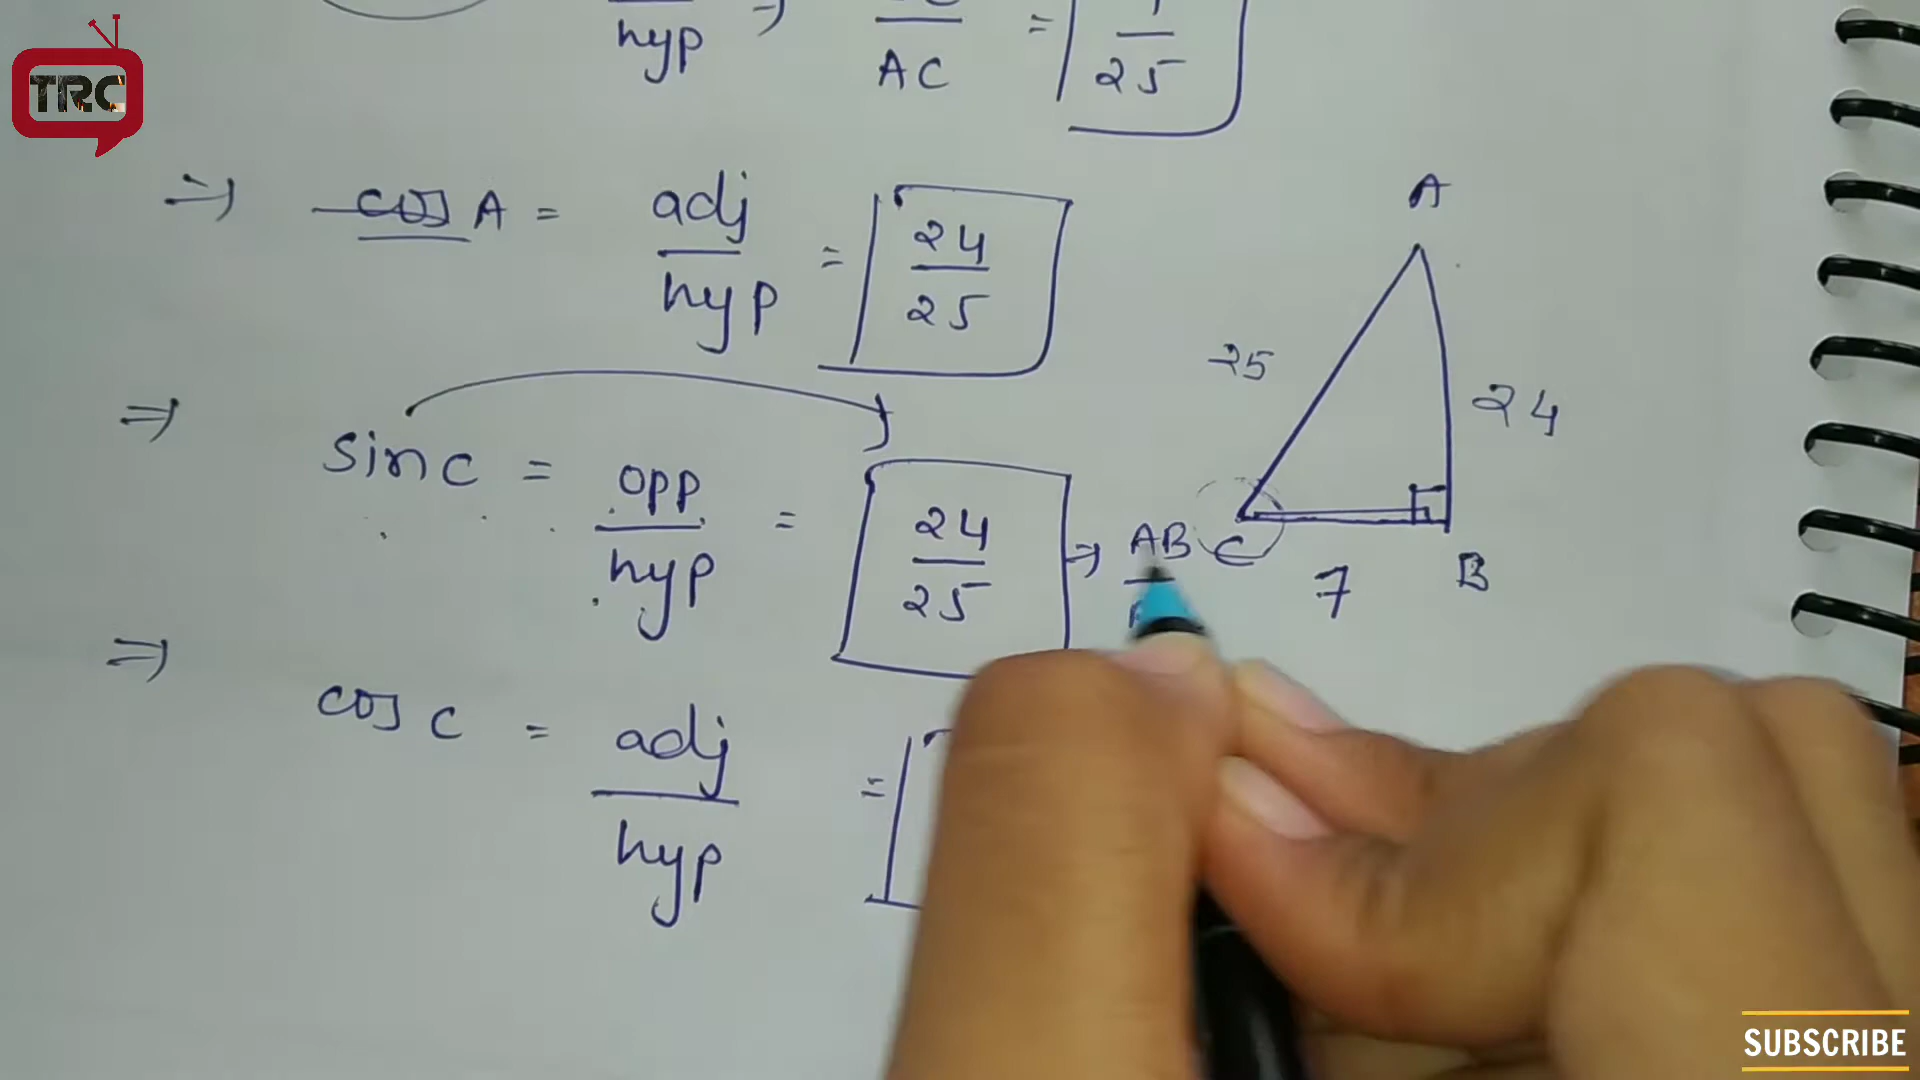 TRC
hyp AC = 25
⇒ cos A = adj/hyp = 24/25
A
25
24
⇒ sin C = opp/hyp = 24/25 ⇒ AB
C
7
B
⇒ cos C = adj/hyp =
SUBSCRIBE